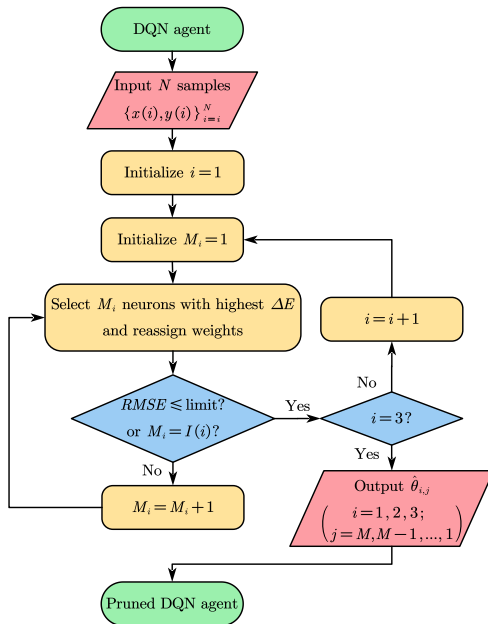 DQN agent
Input N samples
{x(i), y(i)}_{i=i}^{N}
Initialize i=1
Initialize M_i=1
Select M_i neurons with highest ΔE
and reassign weights
i=i+1
No
RMSE⩽limit?
or M_i=I(i)?
Yes
i=3?
No
Yes
M_i=M_i+1
Output θ̂_{i,j}
(i=1,2,3;
j=M,M−1,...,1)
Pruned DQN agent